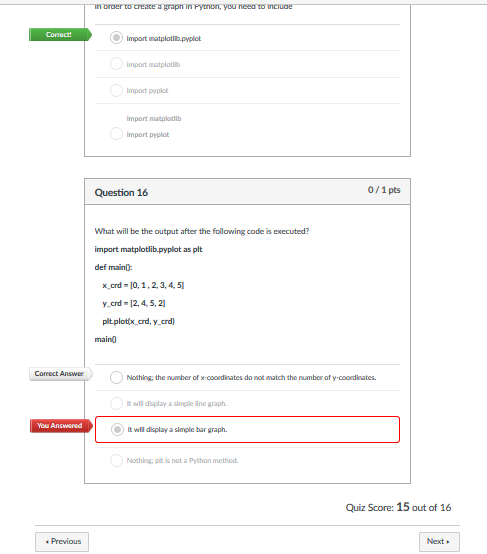 In order to create a graph in Python, you need to include
Correct!
import matplotlib.pyplot
import matplotlib
import pyplot
import matplotlib
import pyplot
Question 16
0 / 1 pts
What will be the output after the following code is executed?
import matplotlib.pyplot as plt
def main():
x_crd = [0, 1 , 2, 3, 4, 5]
y_crd = [2, 4, 5, 2]
plt.plot(x_crd, y_crd)
main()
Correct Answer
Nothing; the number of x-coordinates do not match the number of y-coordinates.
It will display a simple line graph.
You Answered
It will display a simple bar graph.
Nothing; plt is not a Python method.
Quiz Score: 15 out of 16
◂ Previous
Next ▸